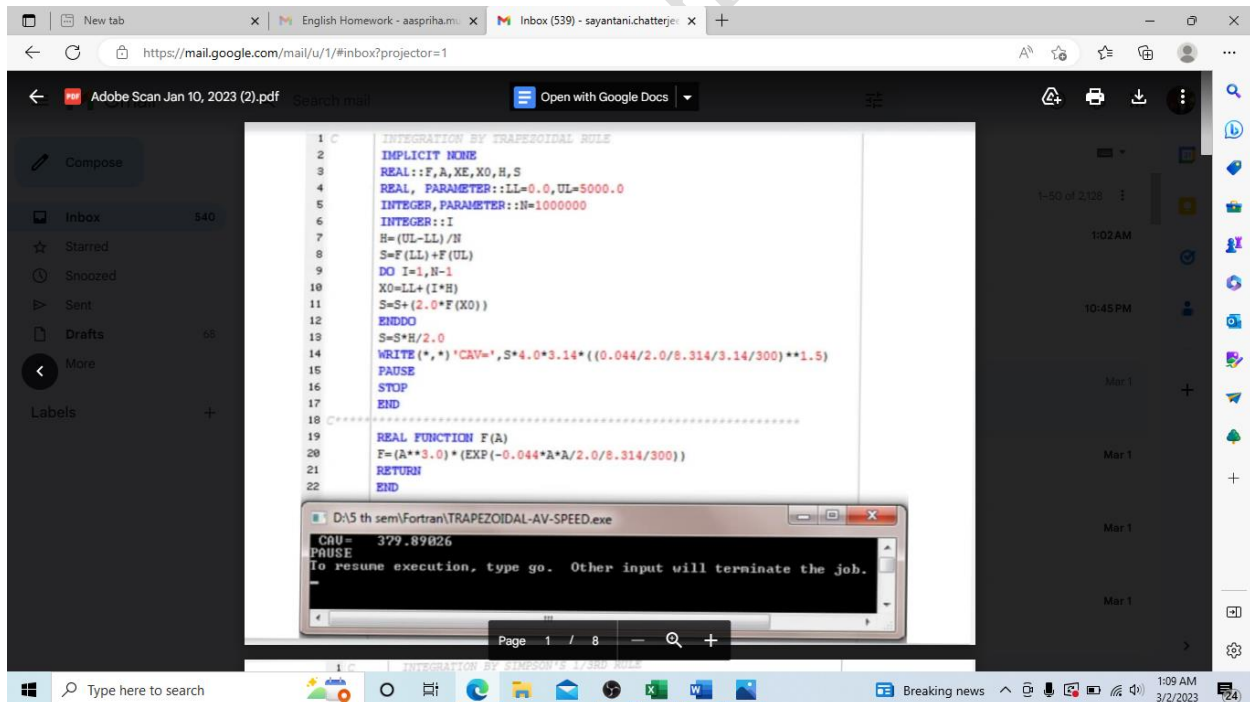 New tab
English Homework - aaspriha.m
Inbox (539) - sayantani.chatterje
https://mail.google.com/mail/u/1/#inbox?projector=1
PDF Adobe Scan Jan 10, 2023 (2).pdf
Search mail
Open with Google Docs
Compose
1-50 of 2,128
Inbox 540
Starred
Snoozed
Sent
Drafts 68
More
Labels
1:02 AM
10:45 PM
Mar 1
Mar 1
Mar 1
Mar 1
1 C INTEGRATION BY TRAPEZOIDAL RULE
2 IMPLICIT NONE
3 REAL::F,A,XE,X0,H,S
4 REAL, PARAMETER::LL=0.0,UL=5000.0
5 INTEGER,PARAMETER::N=1000000
6 INTEGER::I
7 H=(UL-LL)/N
8 S=F(LL)+F(UL)
9 DO I=1,N-1
10 X0=LL+(I*H)
11 S=S+(2.0*F(X0))
12 ENDDO
13 S=S*H/2.0
14 WRITE(*,*)'CAV=',S*4.0*3.14*((0.044/2.0/8.314/3.14/300)**1.5)
15 PAUSE
16 STOP
17 END
18 C*****************************************************************
19 REAL FUNCTION F(A)
20 F=(A**3.0)*(EXP(-0.044*A*A/2.0/8.314/300))
21 RETURN
22 END
D:\5 th sem\Fortran\TRAPEZOIDAL-AV-SPEED.exe
CAV= 379.89026
PAUSE
To resume execution, type go. Other input will terminate the job.
Page 1 / 8
1 C INTEGRATION BY SIMPSON'S 1/3RD RULE
Type here to search
Breaking news
1:09 AM
3/2/2023
24